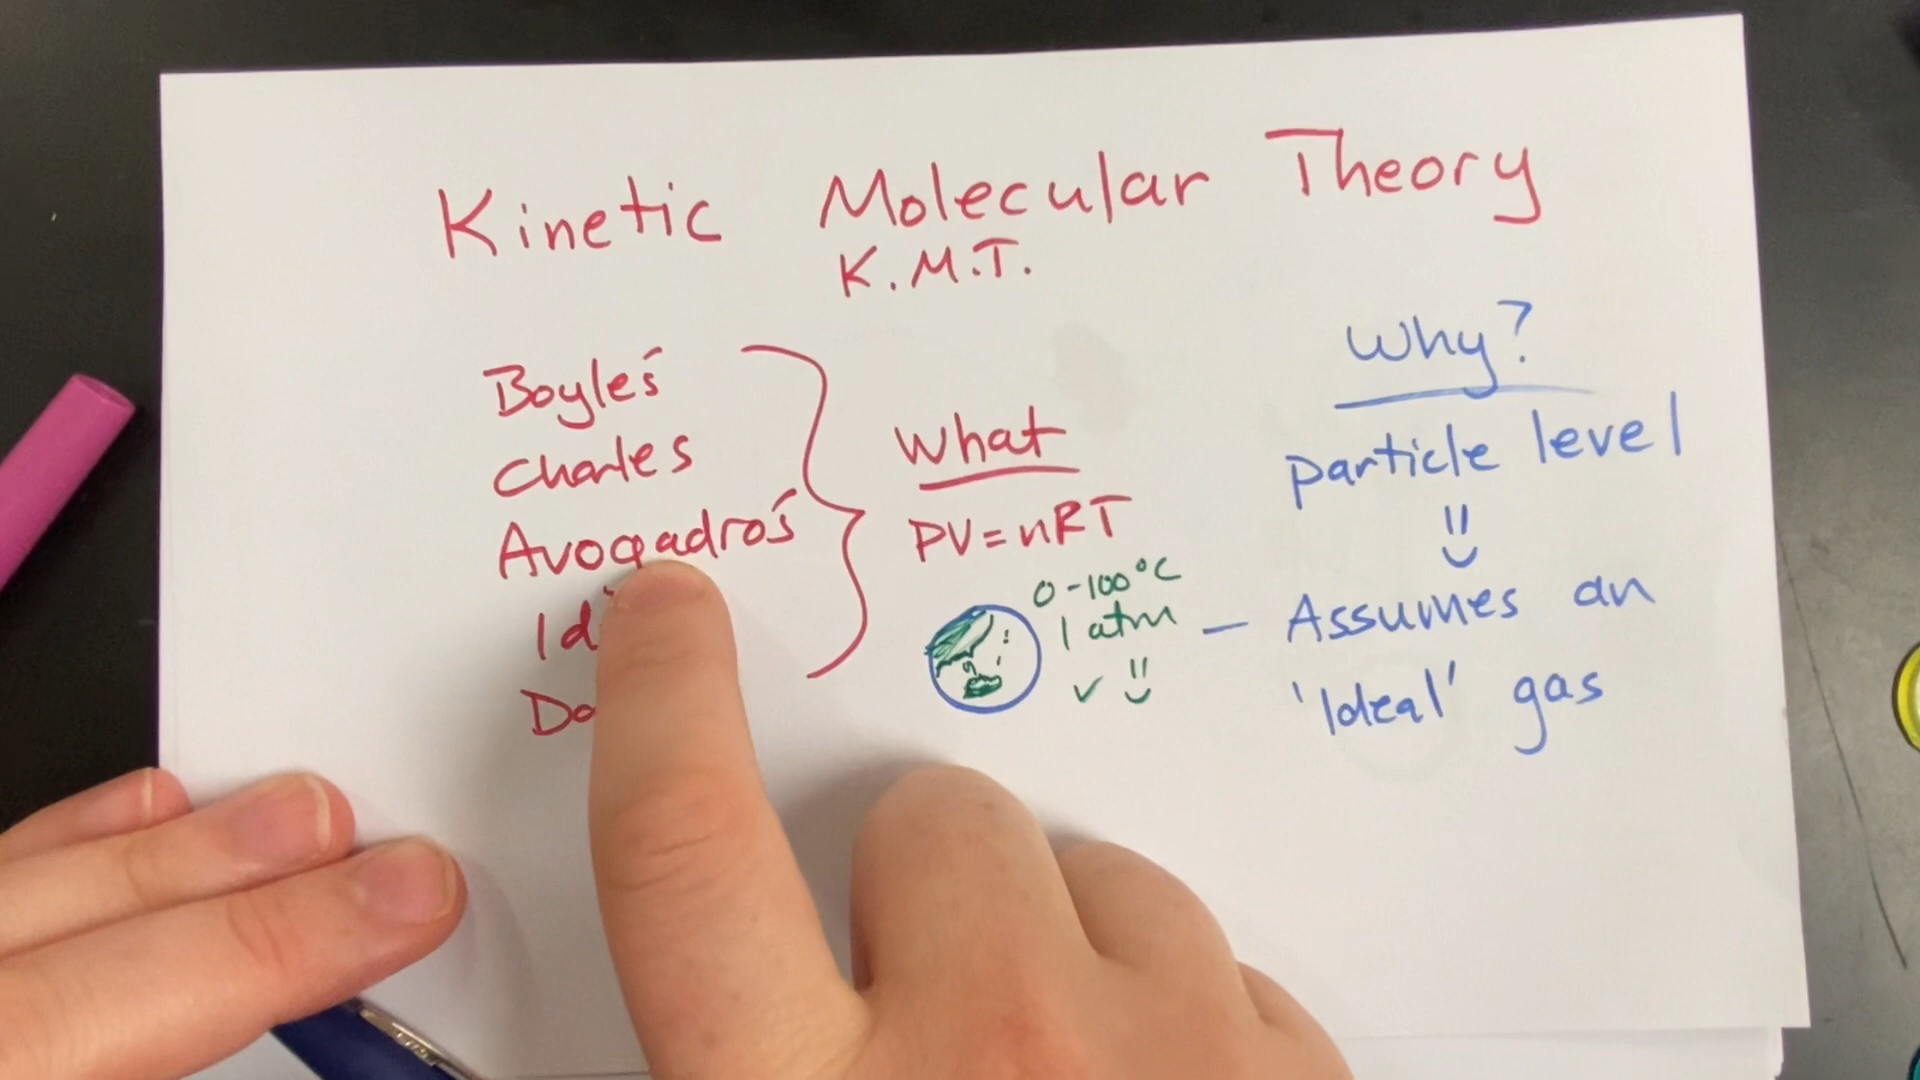 Kinetic Molecular Theory
K.M.T.
Boyle's
Charles
Avogadro's
What
PV=nRT
0-100°C
1 atm
✓
Why?
particle level
– Assumes an
'Ideal' gas